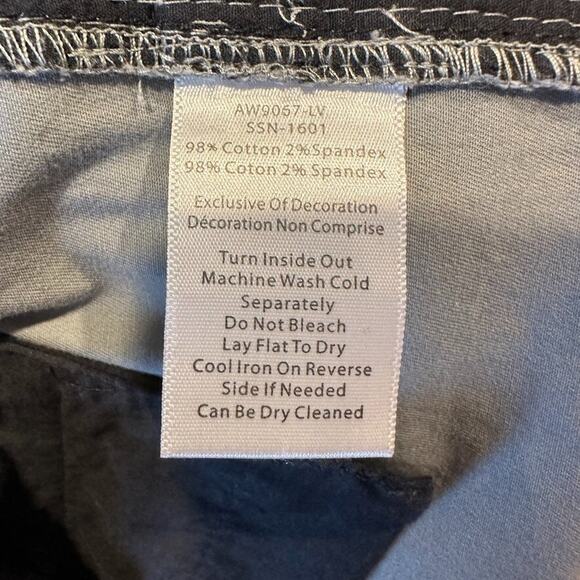 AW9067-LV
SSN-1601
98% Cotton 2% Spandex
98% Coton 2% Spandex
Exclusive Of Decoration
Décoration Non Comprise
Turn Inside Out
Machine Wash Cold
Separately
Do Not Bleach
Lay Flat To Dry
Cool Iron On Reverse
Side If Needed
Can Be Dry Cleaned